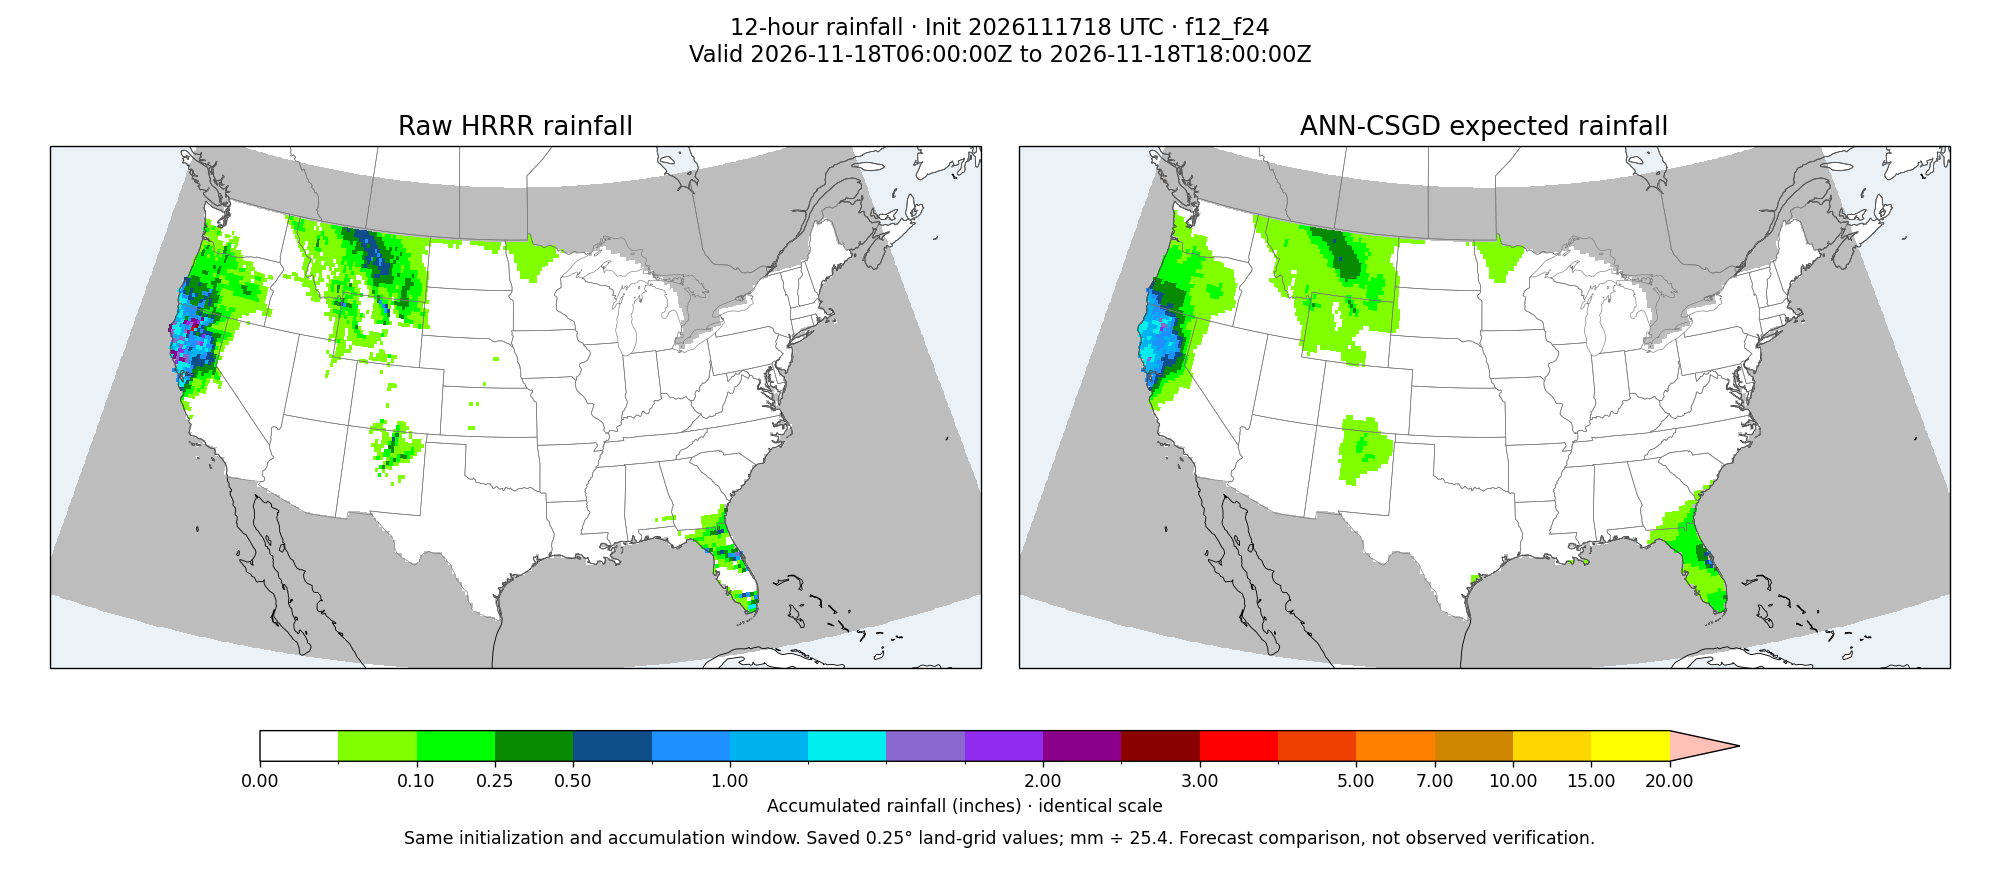 12-hour rainfall · Init 2026111718 UTC · f12_f24
Valid 2026-11-18T06:00:00Z to 2026-11-18T18:00:00Z
Raw HRRR rainfall
ANN-CSGD expected rainfall
0.00 0.10 0.25 0.50 1.00 2.00 3.00 5.00 7.00 10.00 15.00 20.00
Accumulated rainfall (inches) · identical scale
Same initialization and accumulation window. Saved 0.25° land-grid values; mm ÷ 25.4. Forecast comparison, not observed verification.